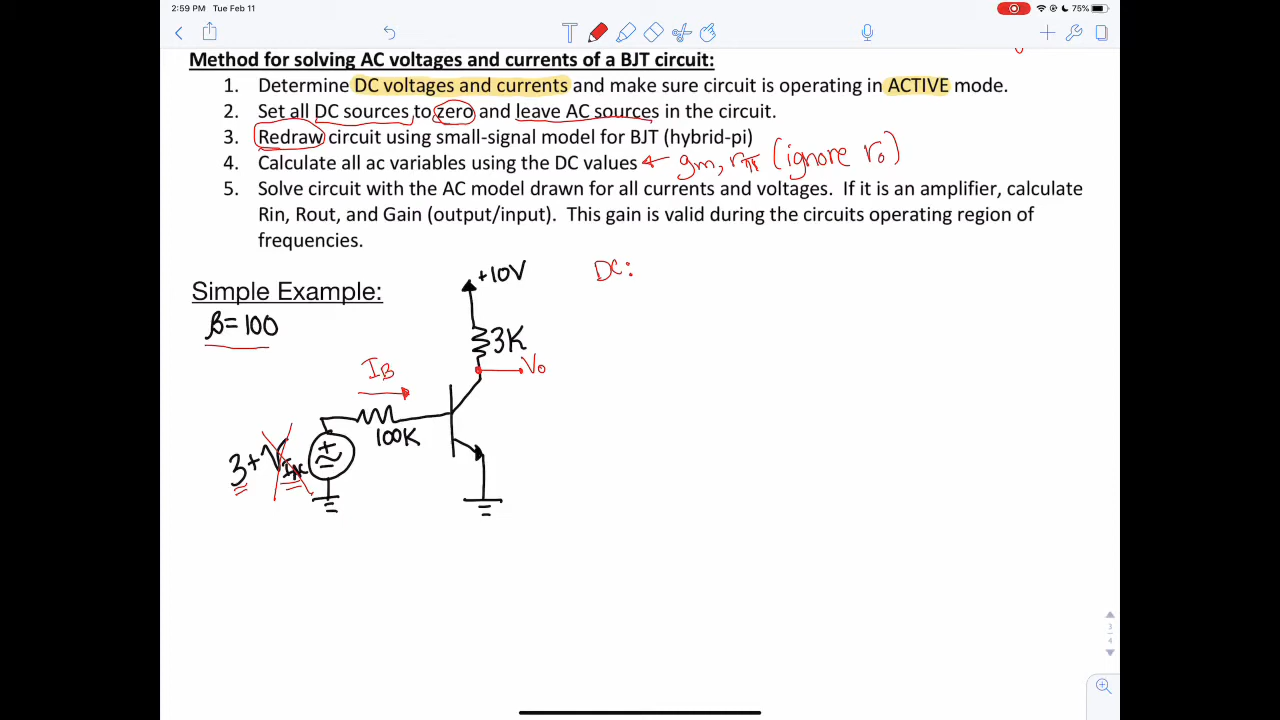 2:59 PM Tue Feb 11
75%
Method for solving AC voltages and currents of a BJT circuit:
1. Determine DC voltages and currents and make sure circuit is operating in ACTIVE mode.
2. Set all DC sources to zero and leave AC sources in the circuit.
3. Redraw circuit using small-signal model for BJT (hybrid-pi)
4. Calculate all ac variables using the DC values ← gm, rπ (ignore ro)
5. Solve circuit with the AC model drawn for all currents and voltages. If it is an amplifier, calculate
Rin, Rout, and Gain (output/input). This gain is valid during the circuits operating region of
frequencies.
DC:
+10V
Simple Example:
β=100
3K
Vo
IB
100K
3+
3
4